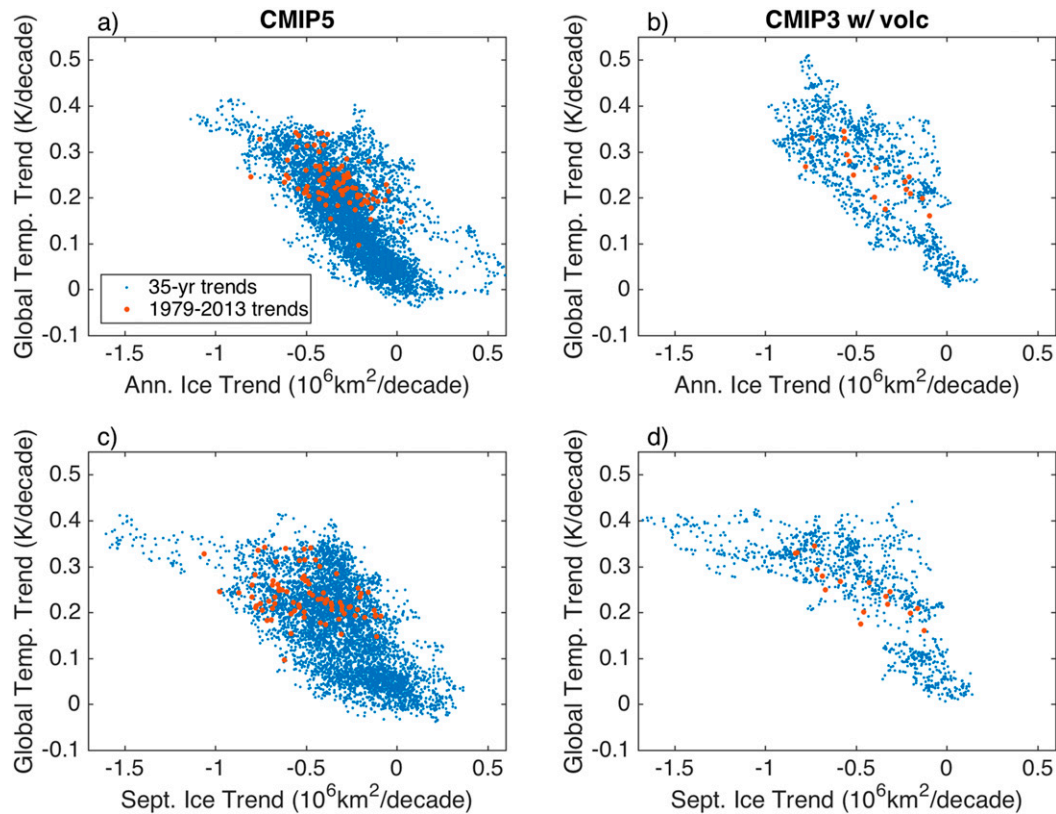 CMIP5
a)
0.5
0.4
0.3
0.2
0.1
0
-0.1
Global Temp. Trend (K/decade)
35-yr trends
1979-2013 trends
-1.5 -1 -0.5 0 0.5
Ann. Ice Trend (10⁶km²/decade)
CMIP3 w/ volc
b)
0.5
0.4
0.3
0.2
0.1
0
-0.1
Global Temp. Trend (K/decade)
-1.5 -1 -0.5 0 0.5
Ann. Ice Trend (10⁶km²/decade)
c)
0.5
0.4
0.3
0.2
0.1
0
-0.1
Global Temp. Trend (K/decade)
-1.5 -1 -0.5 0 0.5
Sept. Ice Trend (10⁶km²/decade)
d)
0.5
0.4
0.3
0.2
0.1
0
-0.1
Global Temp. Trend (K/decade)
-1.5 -1 -0.5 0 0.5
Sept. Ice Trend (10⁶km²/decade)